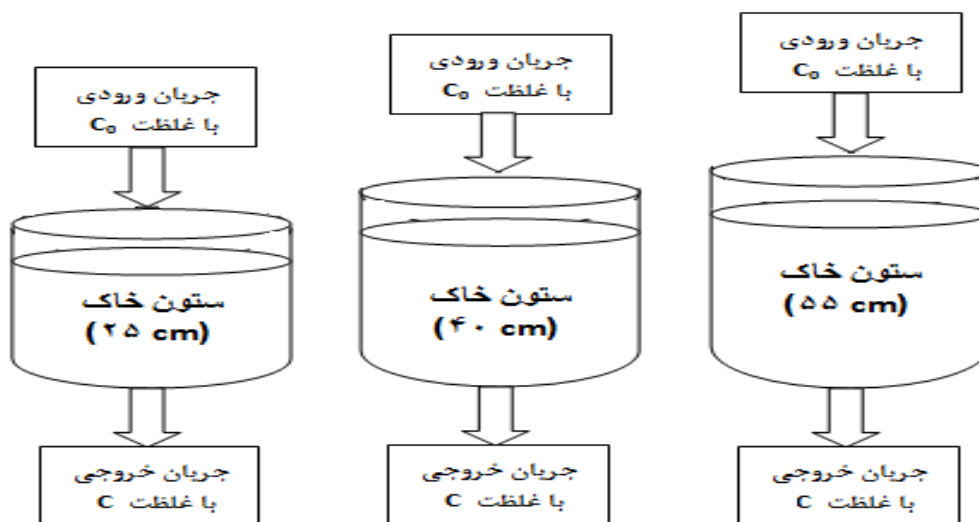 جریان ورودی
با غلظت C₀
ستون خاک
(۲۵ cm)
جریان خروجی
با غلظت C
جریان ورودی
با غلظت C₀
ستون خاک
(۴۰ cm)
جریان خروجی
با غلظت C
جریان ورودی
با غلظت C₀
ستون خاک
(۵۵ cm)
جریان خروجی
با غلظت C